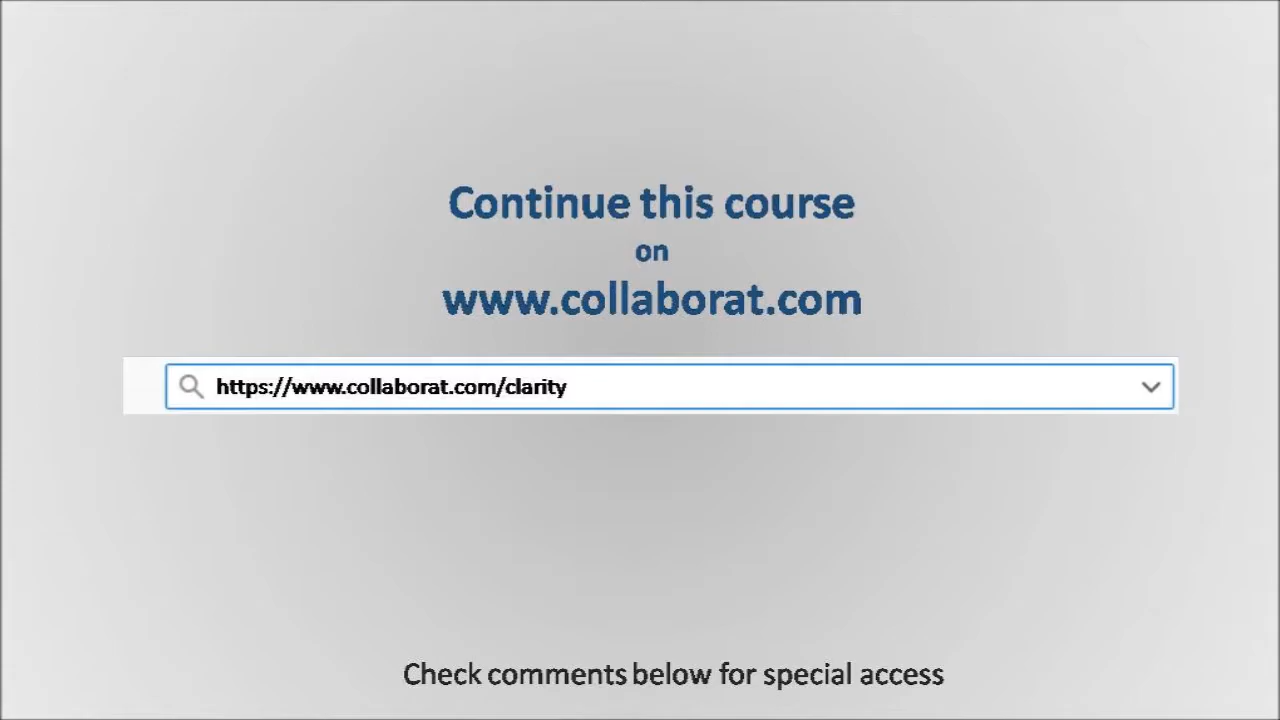 Continue this course
on
www.collaborat.com
https://www.collaborat.com/clarity
Check comments below for special access